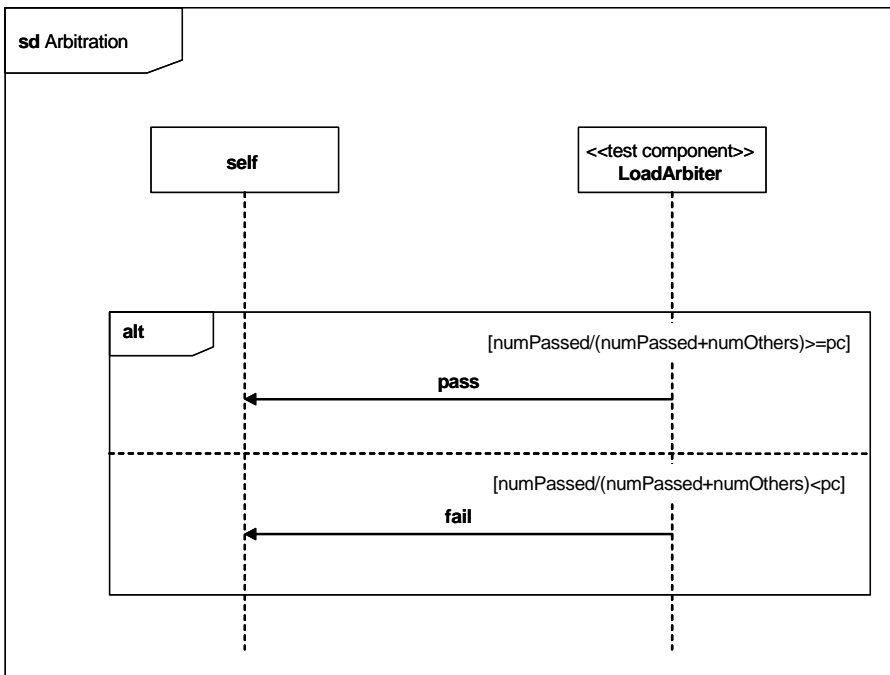 sd Arbitration
self
<<test component>>
LoadArbiter
alt
[numPassed/(numPassed+numOthers)>=pc]
pass
[numPassed/(numPassed+numOthers)<pc]
fail